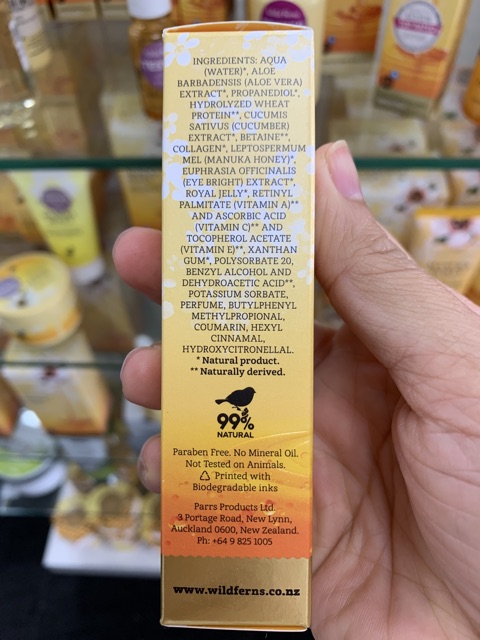 INGREDIENTS: AQUA
(WATER)*, ALOE
BARBADENSIS (ALOE VERA)
EXTRACT*, PROPANEDIOL*,
HYDROLYZED WHEAT
PROTEIN**, CUCUMIS
SATIVUS (CUCUMBER)
EXTRACT*, BETAINE**,
COLLAGEN*, LEPTOSPERMUM
MEL (MANUKA HONEY)*,
EUPHRASIA OFFICINALIS
(EYE BRIGHT) EXTRACT*,
ROYAL JELLY*, RETINYL
PALMITATE (VITAMIN A)**
AND ASCORBIC ACID
(VITAMIN C)** AND
TOCOPHEROL ACETATE
(VITAMIN E)**, XANTHAN
GUM*, POLYSORBATE 20,
BENZYL ALCOHOL AND
DEHYDROACETIC ACID**,
POTASSIUM SORBATE,
PERFUME, BUTYLPHENYL
METHYLPROPIONAL,
COUMARIN, HEXYL
CINNAMAL,
HYDROXYCITRONELLAL.
* Natural product.
** Naturally derived.
99%
NATURAL
Paraben Free. No Mineral Oil.
Not Tested on Animals.
Printed with
Biodegradable inks
Parrs Products Ltd
3 Portage Road, New Lynn,
Auckland 0600, New Zealand.
Ph: +64 9 825 1005
www.wildferns.co.nz